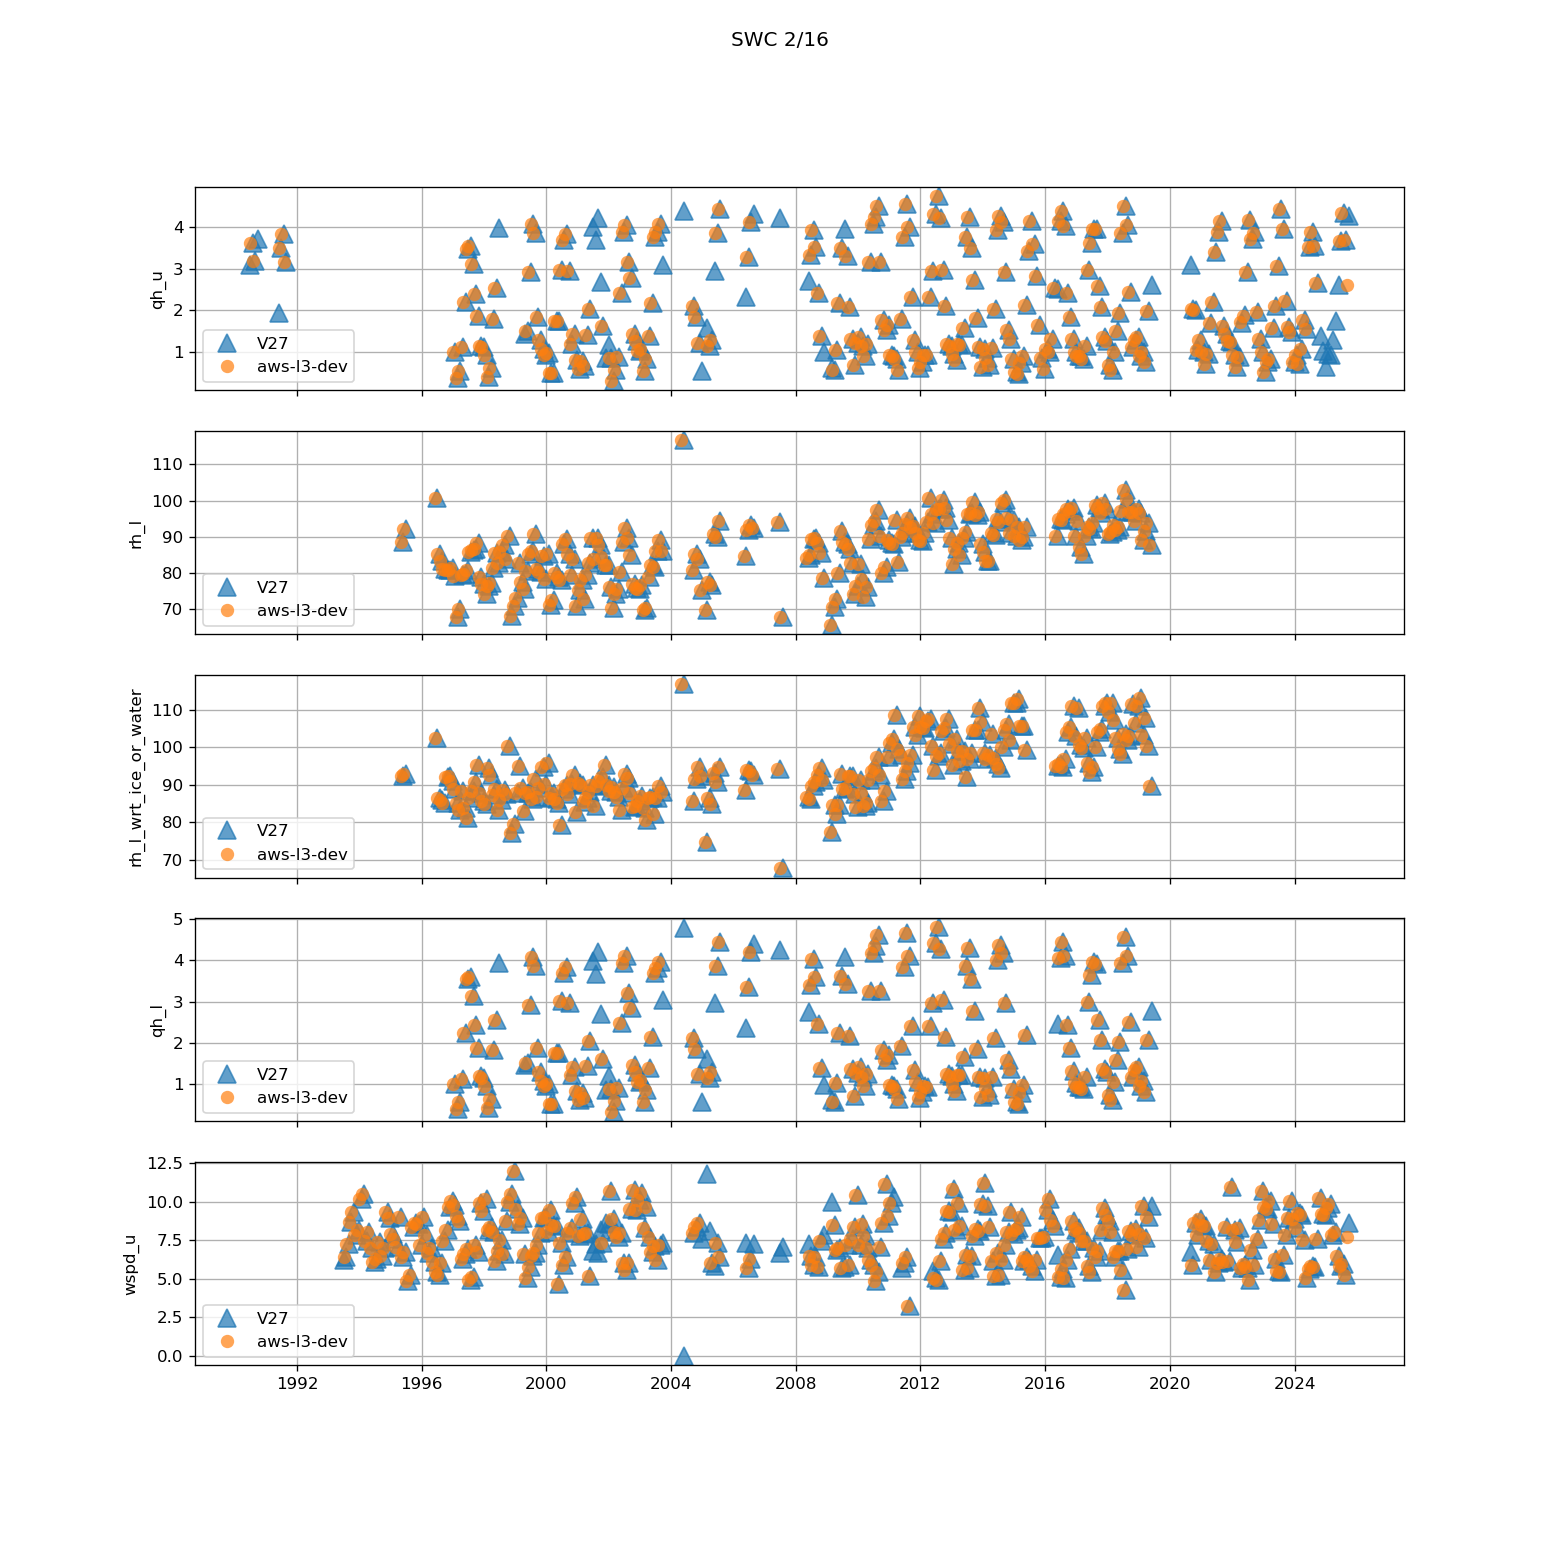 SWC 2/16
4
3
2
1
qh_u
V27
aws-l3-dev
110
100
90
80
70
rh_l
V27
aws-l3-dev
110
100
90
80
70
rh_l_wrt_ice_or_water
V27
aws-l3-dev
5
4
3
2
1
qh_l
V27
aws-l3-dev
12.5
10.0
7.5
5.0
2.5
0.0
wspd_u
V27
aws-l3-dev
1992 1996 2000 2004 2008 2012 2016 2020 2024